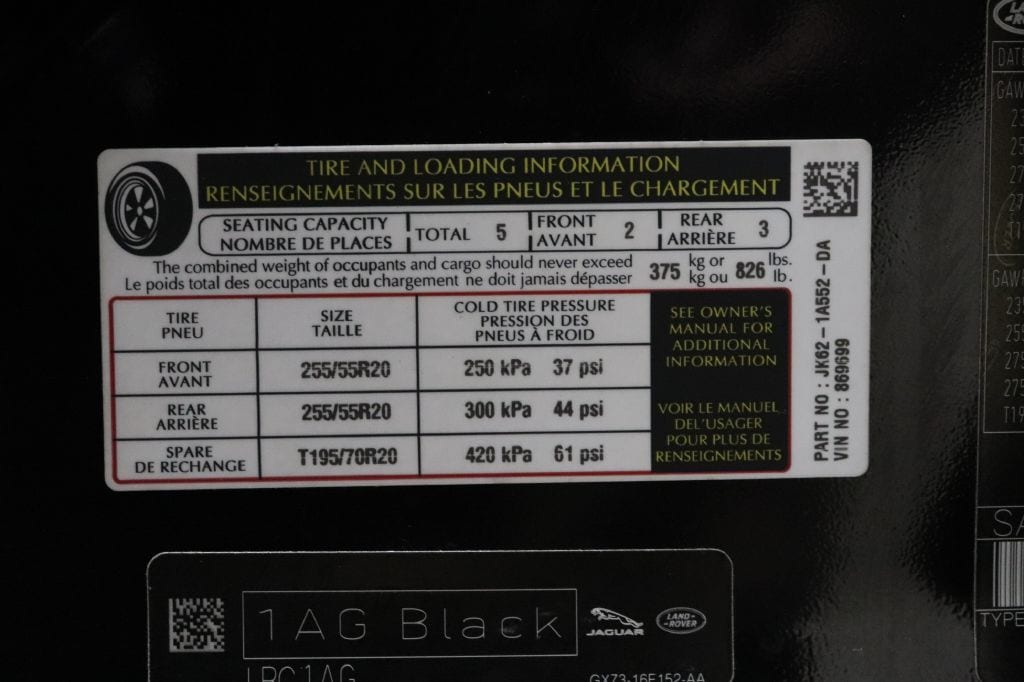 TIRE AND LOADING INFORMATION
RENSEIGNEMENTS SUR LES PNEUS ET LE CHARGEMENT
SEATING CAPACITY
NOMBRE DE PLACES
TOTAL 5
FRONT
AVANT
2
REAR
ARRIÈRE
3
The combined weight of occupants and cargo should never exceed
Le poids total des occupants et du chargement ne doit jamais dépasser
375 kg or
kg ou
826 lbs.
lb.
TIRE
PNEU
SIZE
TAILLE
COLD TIRE PRESSURE
PRESSION DES
PNEUS À FROID
FRONT
AVANT
255/55R20
250 kPa 37 psi
REAR
ARRIÈRE
255/55R20
300 kPa 44 psi
SPARE
DE RECHANGE
T195/70R20
420 kPa 61 psi
SEE OWNER'S
MANUAL FOR
ADDITIONAL
INFORMATION
VOIR LE MANUEL
DEL'USAGER
POUR PLUS DE
RENSEIGNEMENTS
PART NO : JK62 - 1A552 - DA
VIN NO : 869699
1AG Black
JAGUAR
LAND-
ROVER
LRC1AG
GX73-16E152-AA
TYPE